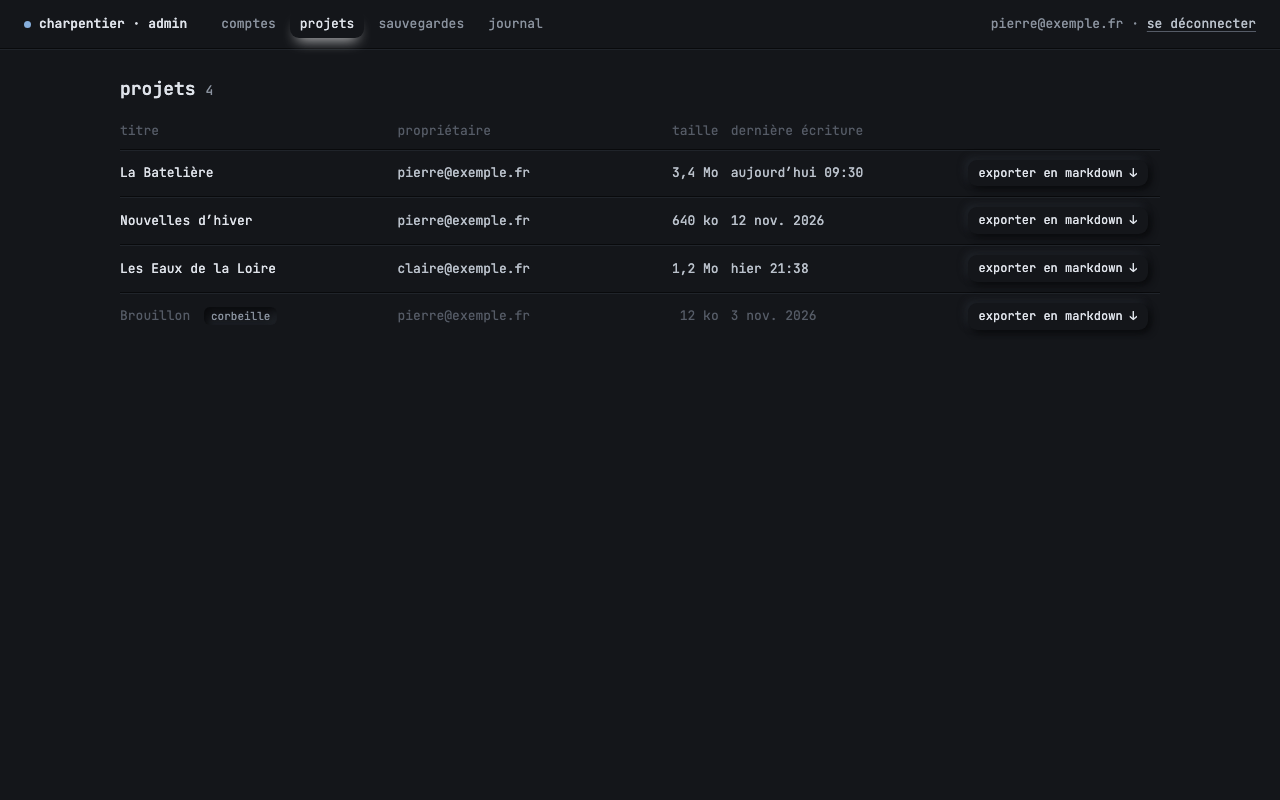 charpentier · admin comptes projets sauvegardes journal pierre@exemple.fr · se déconnecter
projets 4
titre propriétaire taille dernière écriture
La Batelière pierre@exemple.fr 3,4 Mo aujourd’hui 09:30 exporter en markdown ↓
Nouvelles d’hiver pierre@exemple.fr 640 ko 12 nov. 2026 exporter en markdown ↓
Les Eaux de la Loire claire@exemple.fr 1,2 Mo hier 21:38 exporter en markdown ↓
Brouillon corbeille pierre@exemple.fr 12 ko 3 nov. 2026 exporter en markdown ↓